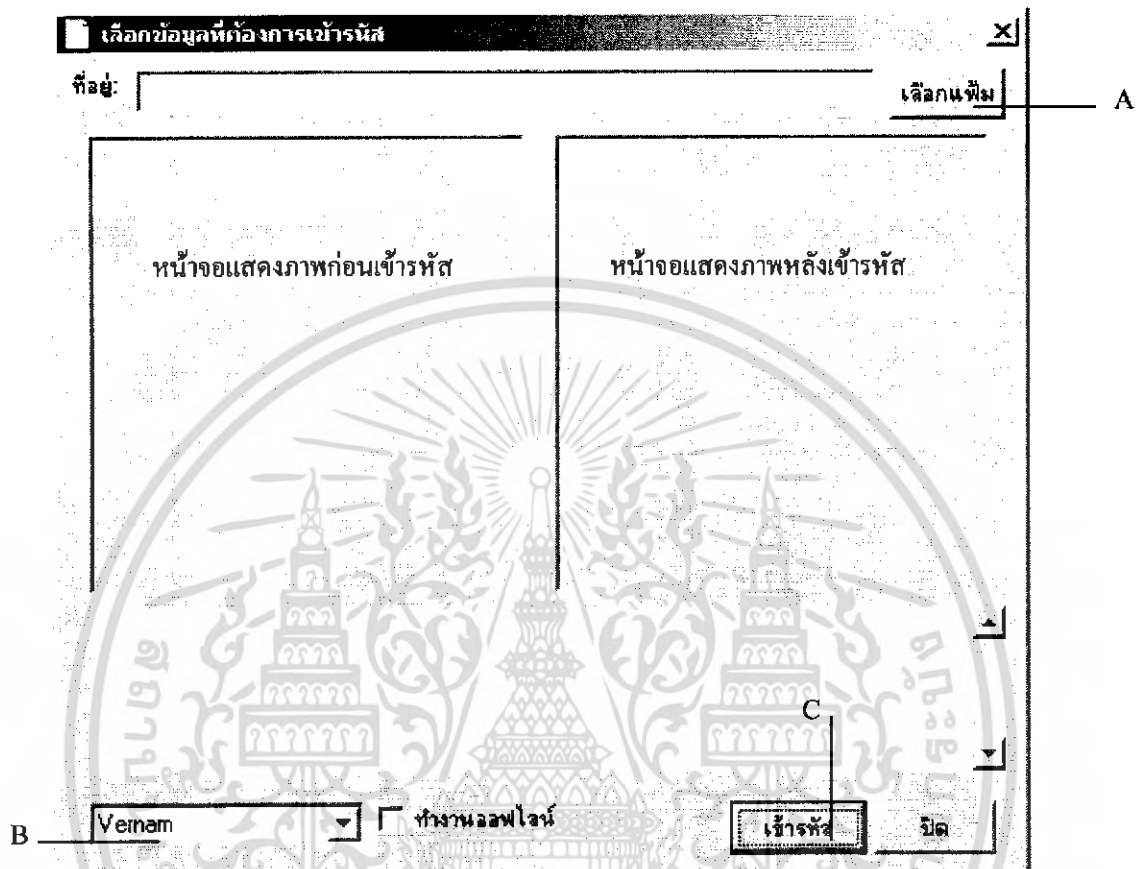 เลือกข้อมูลที่ต้องการเข้ารหัส
ที่อยู่:
เลือกแฟ้ม
A
หน้าจอแสดงภาพก่อนเข้ารหัส
หน้าจอแสดงภาพหลังเข้ารหัส
C
B
Vernam
ทำงานออฟไลน์
เข้ารหัส
ปิด